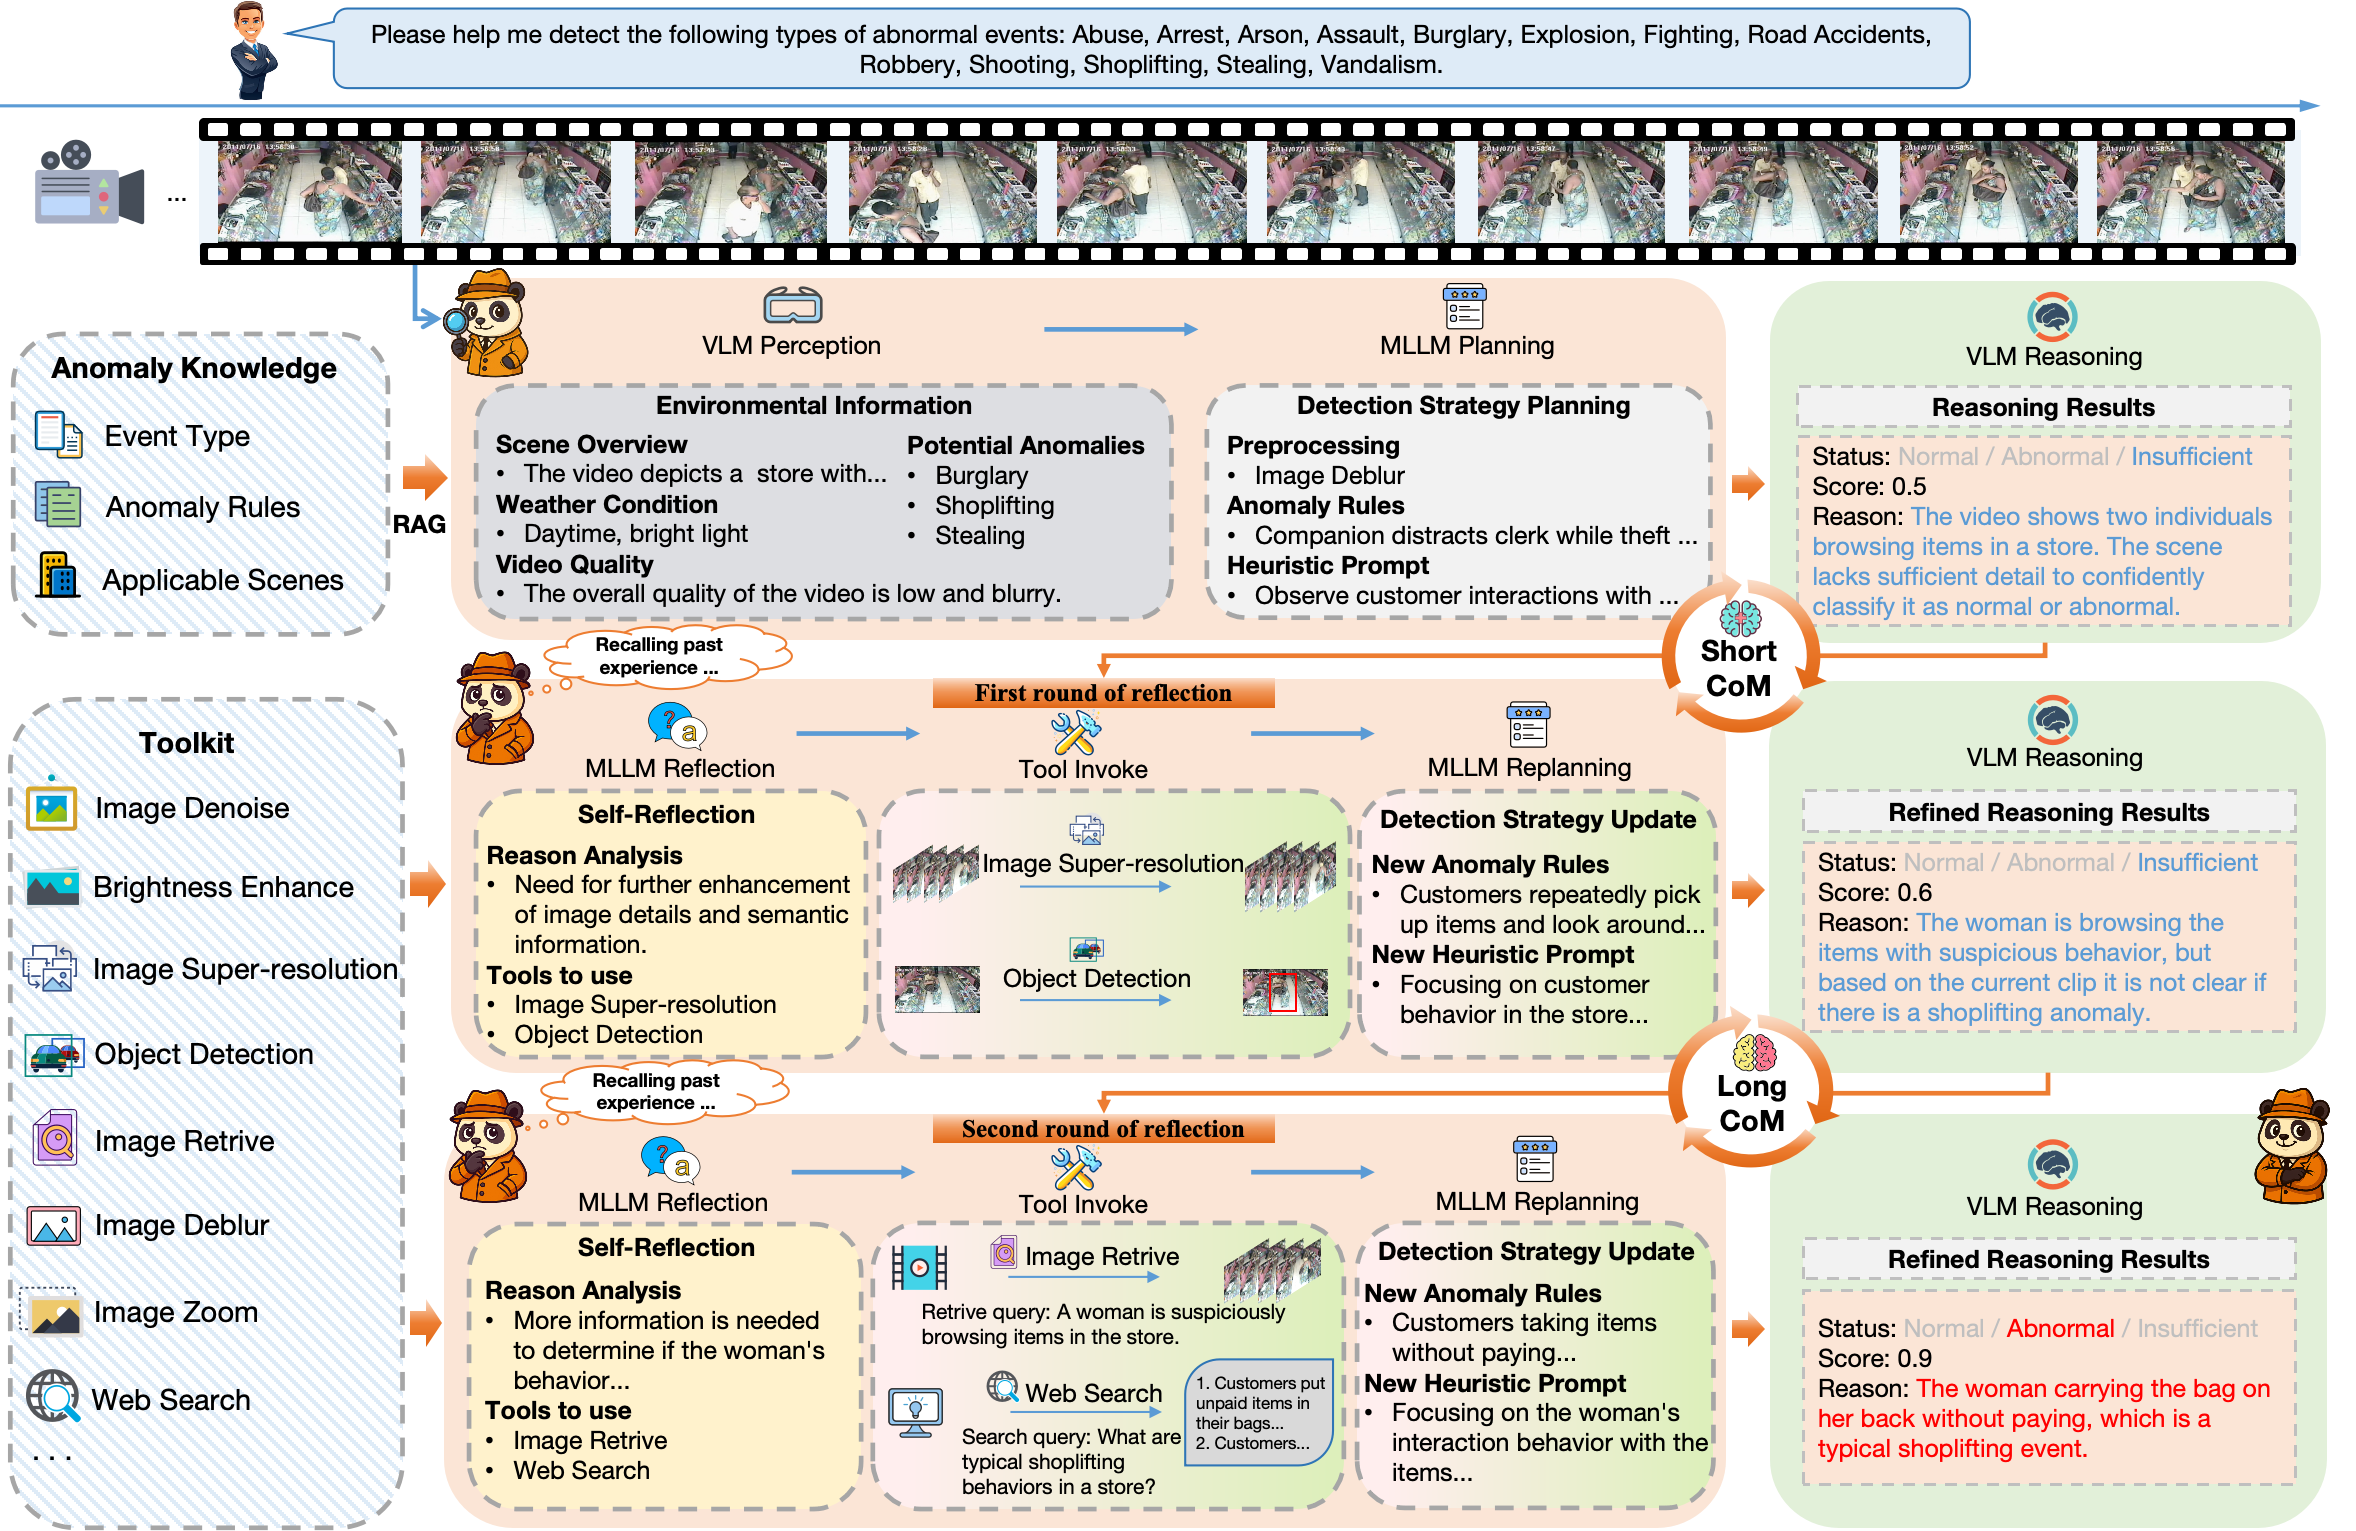 Please help me detect the following types of abnormal events: Abuse, Arrest, Arson, Assault, Burglary, Explosion, Fighting, Road Accidents,
Robbery, Shooting, Shoplifting, Stealing, Vandalism.
...
Anomaly Knowledge
Event Type
Anomaly Rules
Applicable Scenes
RAG
VLM Perception
MLLM Planning
Environmental Information
Scene Overview
• The video depicts a store with...
Weather Condition
• Daytime, bright light
Video Quality
• The overall quality of the video is low and blurry.
Potential Anomalies
• Burglary
• Shoplifting
• Stealing
Detection Strategy Planning
Preprocessing
• Image Deblur
Anomaly Rules
• Companion distracts clerk while theft ...
Heuristic Prompt
• Observe customer interactions with ...
VLM Reasoning
Reasoning Results
Status: Normal / Abnormal / Insufficient
Score: 0.5
Reason: The video shows two individuals
browsing items in a store. The scene
lacks sufficient detail to confidently
classify it as normal or abnormal.
Short
CoM
Toolkit
Image Denoise
Brightness Enhance
Image Super-resolution
Object Detection
Image Retrive
Image Deblur
Image Zoom
Web Search
...
Recalling past
experience ...
First round of reflection
MLLM Reflection
Tool Invoke
MLLM Replanning
Self-Reflection
Reason Analysis
• Need for further enhancement
of image details and semantic
information.
Tools to use
• Image Super-resolution
• Object Detection
Image Super-resolution
Object Detection
Detection Strategy Update
New Anomaly Rules
• Customers repeatedly pick
up items and look around...
New Heuristic Prompt
• Focusing on customer
behavior in the store...
VLM Reasoning
Refined Reasoning Results
Status: Normal / Abnormal / Insufficient
Score: 0.6
Reason: The woman is browsing the
items with suspicious behavior, but
based on the current clip it is not clear if
there is a shoplifting anomaly.
Long
CoM
Recalling past
experience ...
Second round of reflection
MLLM Reflection
Tool Invoke
MLLM Replanning
Self-Reflection
Reason Analysis
• More information is needed
to determine if the woman's
behavior...
Tools to use
• Image Retrive
• Web Search
Image Retrive
Retrive query: A woman is suspiciously
browsing items in the store.
Web Search
Search query: What are
typical shoplifting
behaviors in a store?
1. Customers put
unpaid items in
their bags...
2. Customers...
Detection Strategy Update
New Anomaly Rules
• Customers taking items
without paying...
New Heuristic Prompt
• Focusing on the woman's
interaction behavior with the
items...
VLM Reasoning
Refined Reasoning Results
Status: Normal / Abnormal / Insufficient
Score: 0.9
Reason: The woman carrying the bag on
her back without paying, which is a
typical shoplifting event.